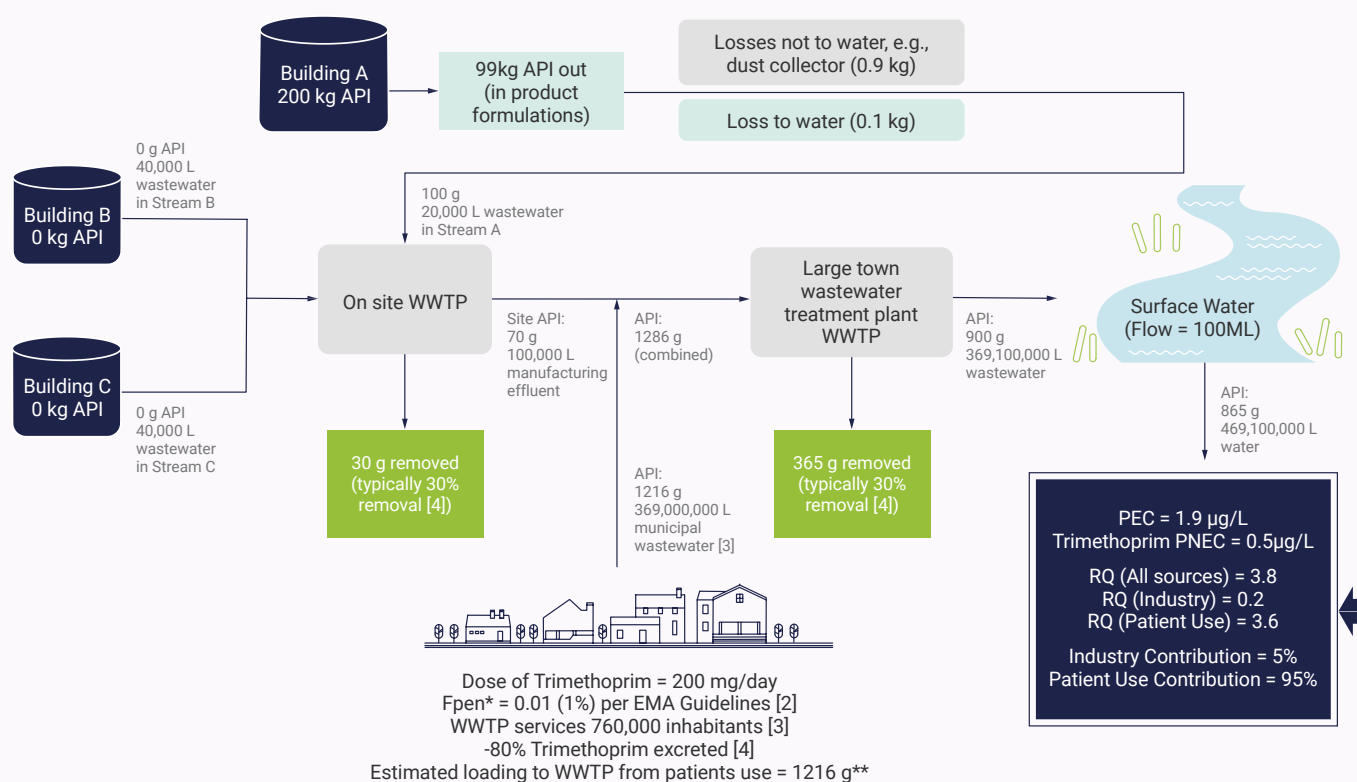 Building A
200 kg API
99kg API out
(in product
formulations)
Losses not to water, e.g.,
dust collector (0.9 kg)
Loss to water (0.1 kg)
0 g API
40,000 L
wastewater
in Stream B
Building B
0 kg API
100 g
20,000 L wastewater
in Stream A
On site WWTP
Large town
wastewater
treatment plant
WWTP
Surface Water
(Flow = 100ML)
Building C
0 kg API
0 g API
40,000 L
wastewater
in Stream C
Site API:
70 g
100,000 L
manufacturing
effluent
API:
1286 g
(combined)
API:
900 g
369,100,000 L
wastewater
API:
865 g
469,100,000 L
water
30 g removed
(typically 30%
removal [4])
365 g removed
(typically 30%
removal [4])
API:
1216 g
369,000,000 L
municipal
wastewater [3]
PEC = 1.9 µg/L
Trimethoprim PNEC = 0.5µg/L
RQ (All sources) = 3.8
RQ (Industry) = 0.2
RQ (Patient Use) = 3.6
Industry Contribution = 5%
Patient Use Contribution = 95%
Dose of Trimethoprim = 200 mg/day
Fpen* = 0.01 (1%) per EMA Guidelines [2]
WWTP services 760,000 inhabitants [3]
-80% Trimethoprim excreted [4]
Estimated loading to WWTP from patients use = 1216 g**